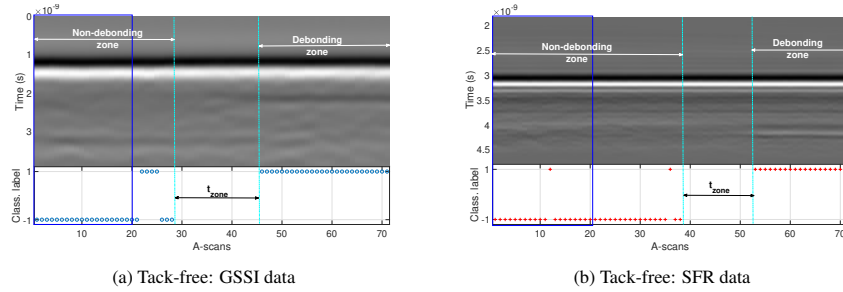 ×10⁻⁹
0
1
2
3
Time (s)
Non-debonding zone
Debonding zone
1
-1
Class. label
t_zone
10 20 30 40 50 60 70
A-scans
(a) Tack-free: GSSI data
×10⁻⁹
2
2.5
3
3.5
4
4.5
Time (s)
Non-debonding zone
Debonding zone
1
-1
Class. label
t_zone
10 20 30 40 50 60 70
A-scans
(b) Tack-free: SFR data